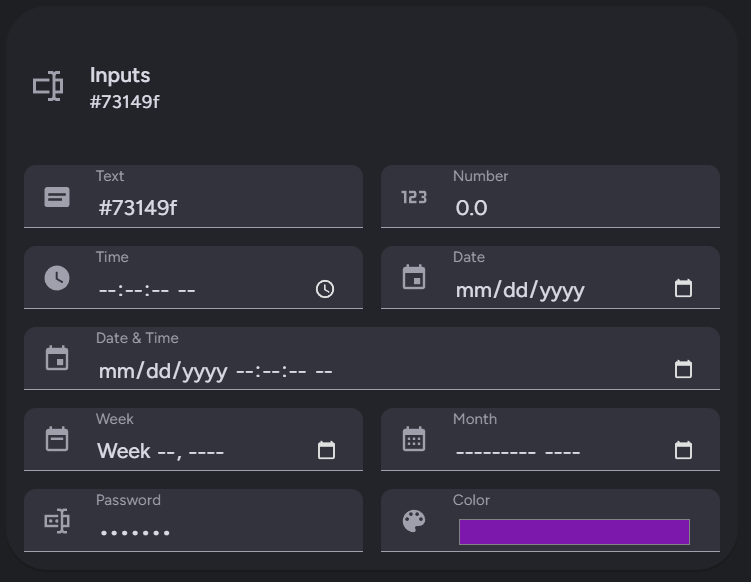 Inputs
#73149f
Text
#73149f
Number
123
0.0
Time
--:--:-- --
Date
mm/dd/yyyy
Date & Time
mm/dd/yyyy --:--:-- --
Week
Week --, ----
Month
--------- ----
Password
•••••••
Color